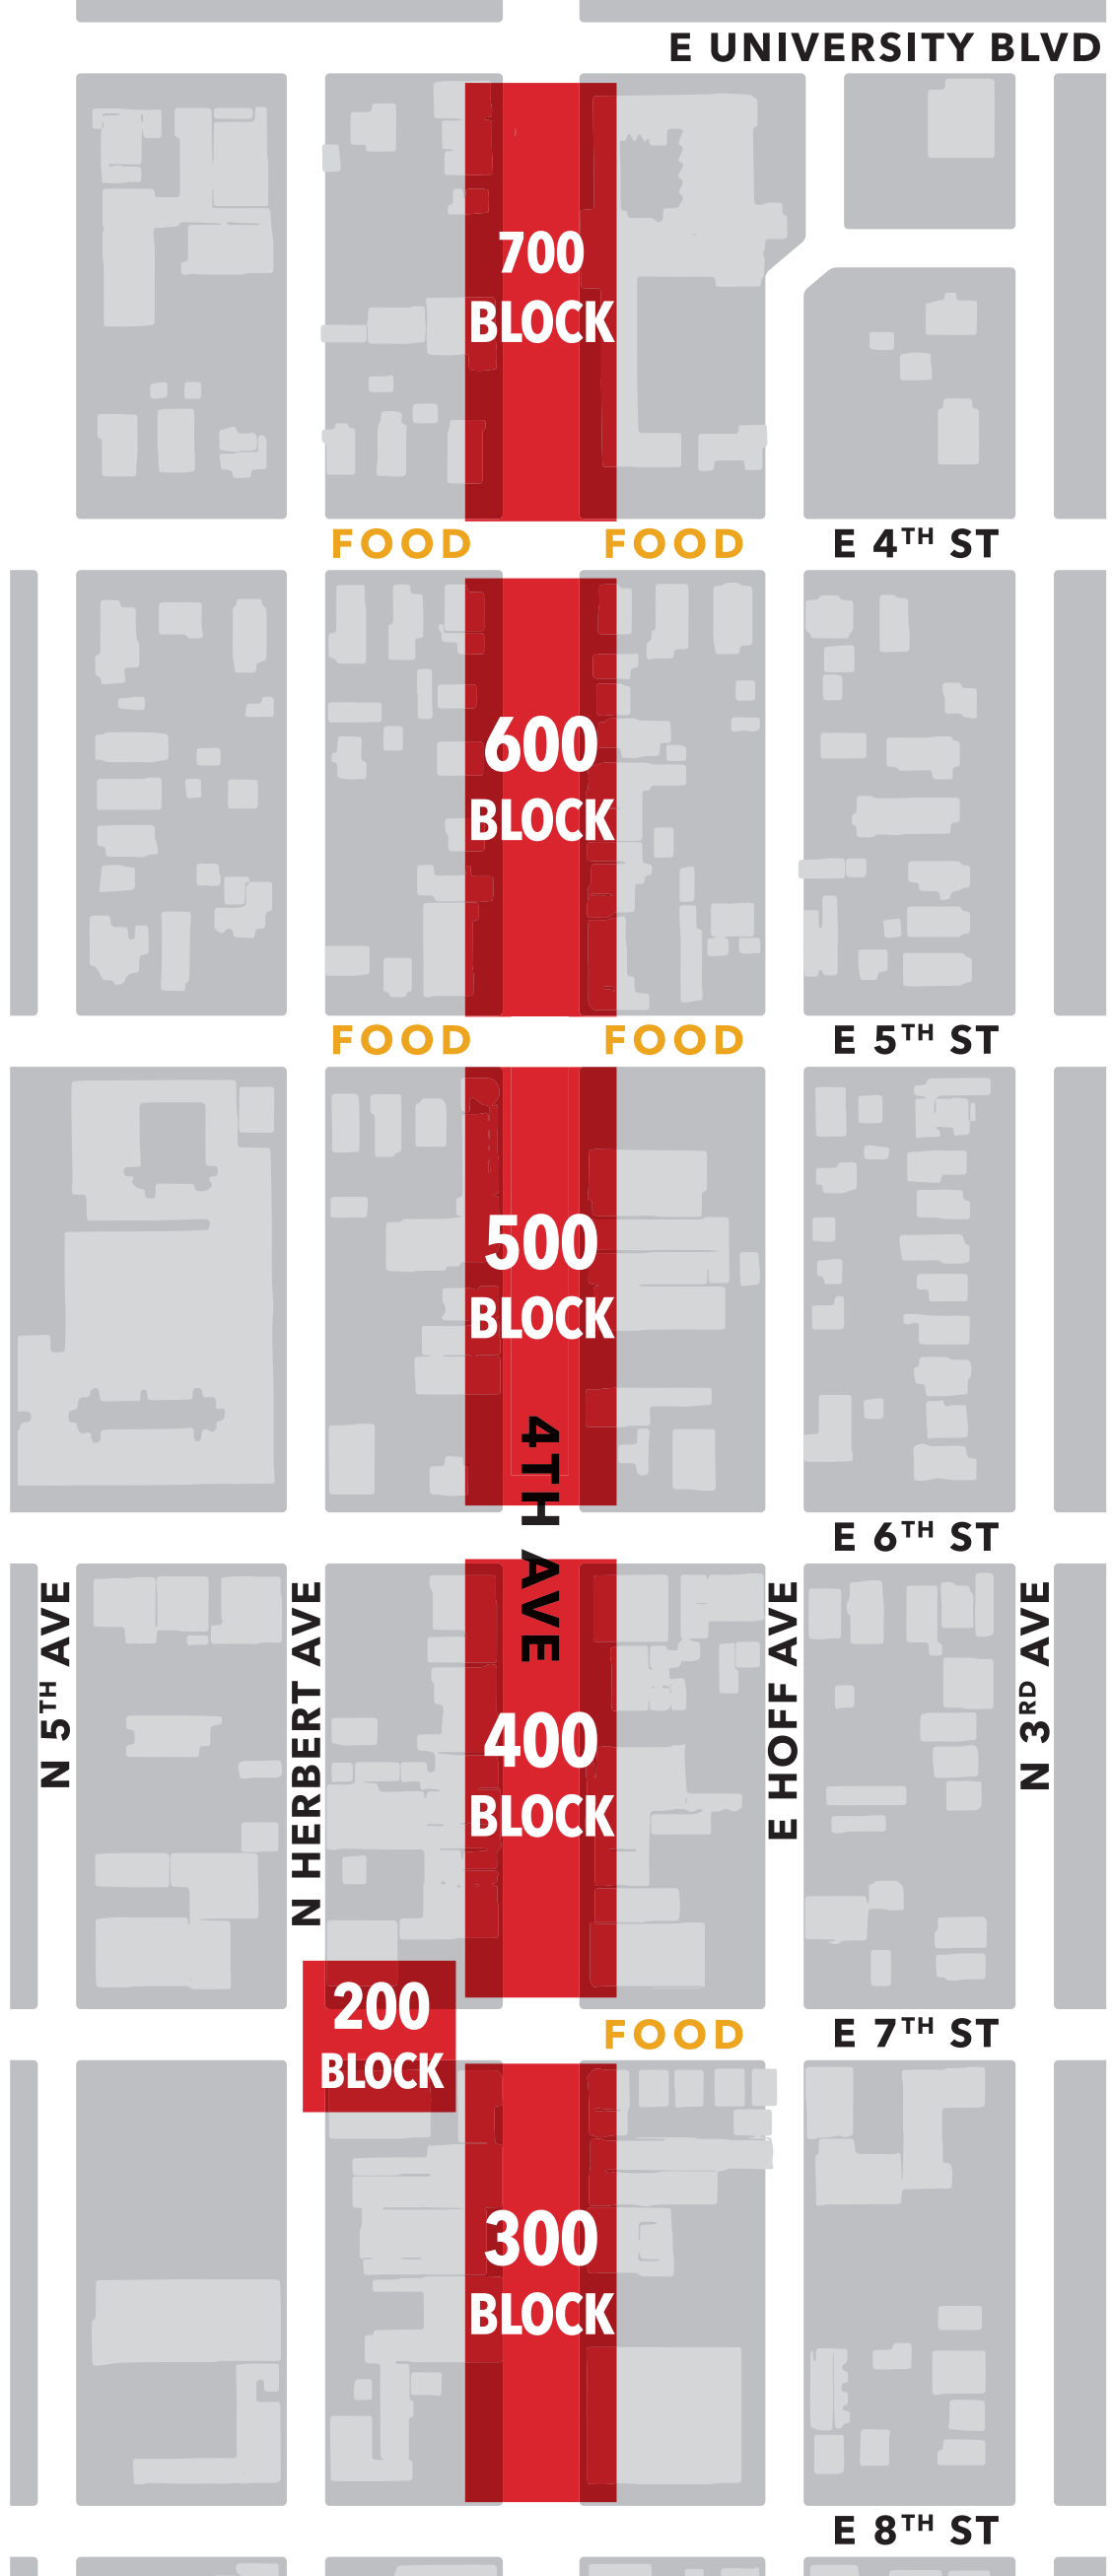 E UNIVERSITY BLVD
700
BLOCK
FOOD FOOD E 4TH ST
600
BLOCK
FOOD FOOD E 5TH ST
500
BLOCK
4TH AVE
E 6TH ST
N 5TH AVE
N HERBERT AVE
E HOFF AVE
N 3RD AVE
400
BLOCK
200
BLOCK
FOOD E 7TH ST
300
BLOCK
E 8TH ST